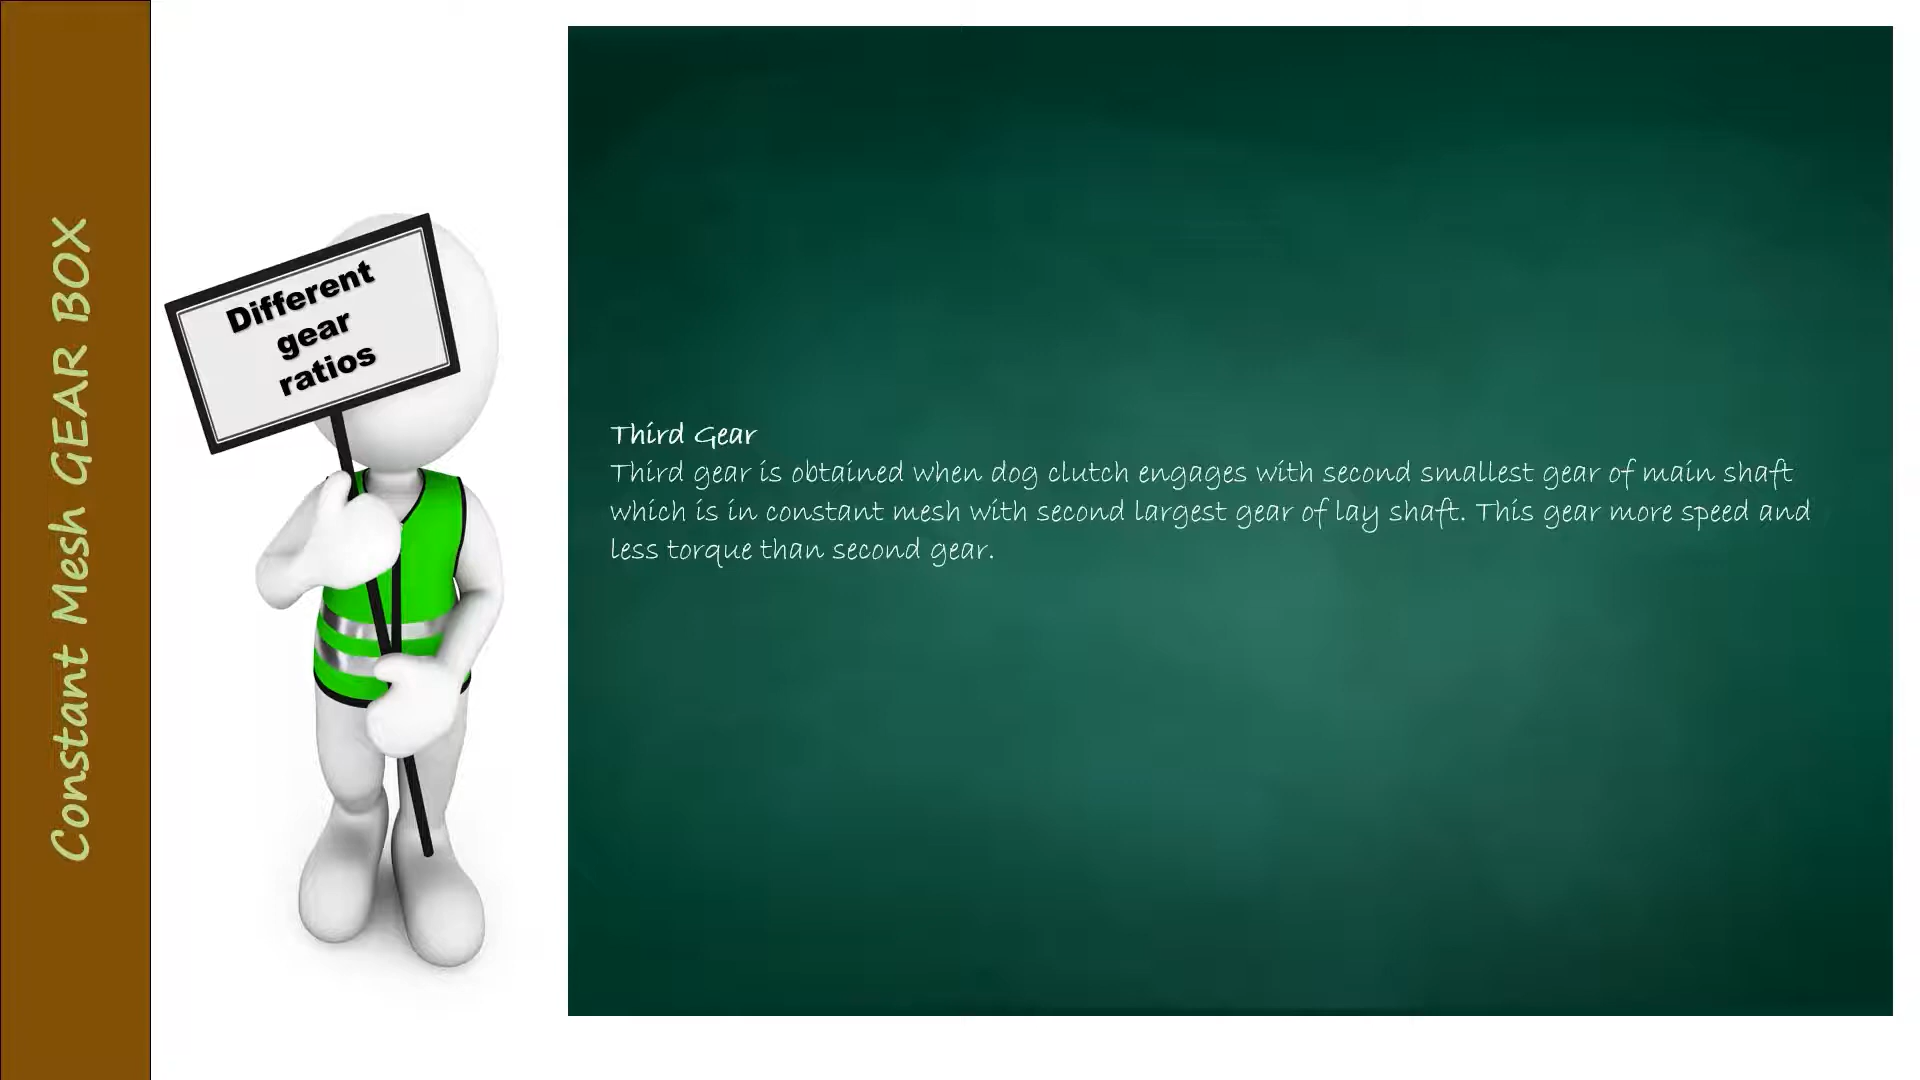 Constant Mesh GEAR BOX
Different
gear
ratios
Third Gear
Third gear is obtained when dog clutch engages with second smallest gear of main shaft
which is in constant mesh with second largest gear of lay shaft. This gear more speed and
less torque than second gear.